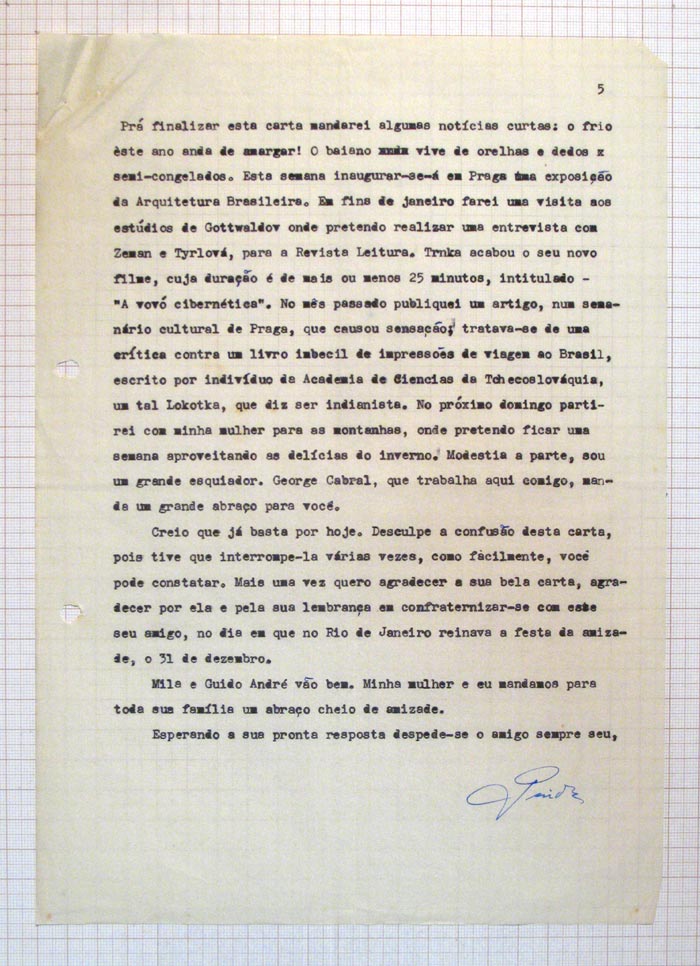 5
Prá finalizar esta carta mandarei algumas notícias curtas: o frio
èste ano anda de amargar! O baiano xxxx vive de orelhas e dedos x
semi-congelados. Esta semana inaugurar-se-á em Praga uma exposição
da Arquitetura Brasileira. Em fins de janeiro farei uma visita aos
estúdios de Gottwaldov onde pretendo realizar uma entrevista com
Zeman e Tyrlová, para a Revista Leitura. Trnka acabou o seu novo
filme, cuja duração é de mais ou menos 25 minutos, intitulado -
"A vovó cibernética". No mês passado publiquei um artigo, num sema-
nário cultural de Praga, que causou sensação; tratava-se de uma
crítica contra um livro imbecil de impressões de viagem ao Brasil,
escrito por indivíduo da Academia de Ciencias da Tchecoslováquia,
um tal Lokotka, que diz ser indianista. No próximo domingo parti-
rei com minha mulher para as montanhas, onde pretendo ficar uma
semana aproveitando as delícias do inverno. Modestia a parte, sou
um grande esquiador. George Cabral, que trabalha aqui comigo, man-
da um grande abraço para você.
Creio que já basta por hoje. Desculpe a confusão desta carta,
pois tive que interrompe-la várias vezes, como fàcilmente, você
pode constatar. Mais uma vez quero agradecer a sua bela carta, agra-
decer por ela e pela sua lembrança em confraternizar-se com este
seu amigo, no dia em que no Rio de Janeiro reinava a festa da amiza-
de, o 31 de dezembro.
Mila e Guido André vão bem. Minha mulher e eu mandamos para
toda sua família um abraço cheio de amizade.
Esperando a sua pronta resposta despede-se o amigo sempre seu,